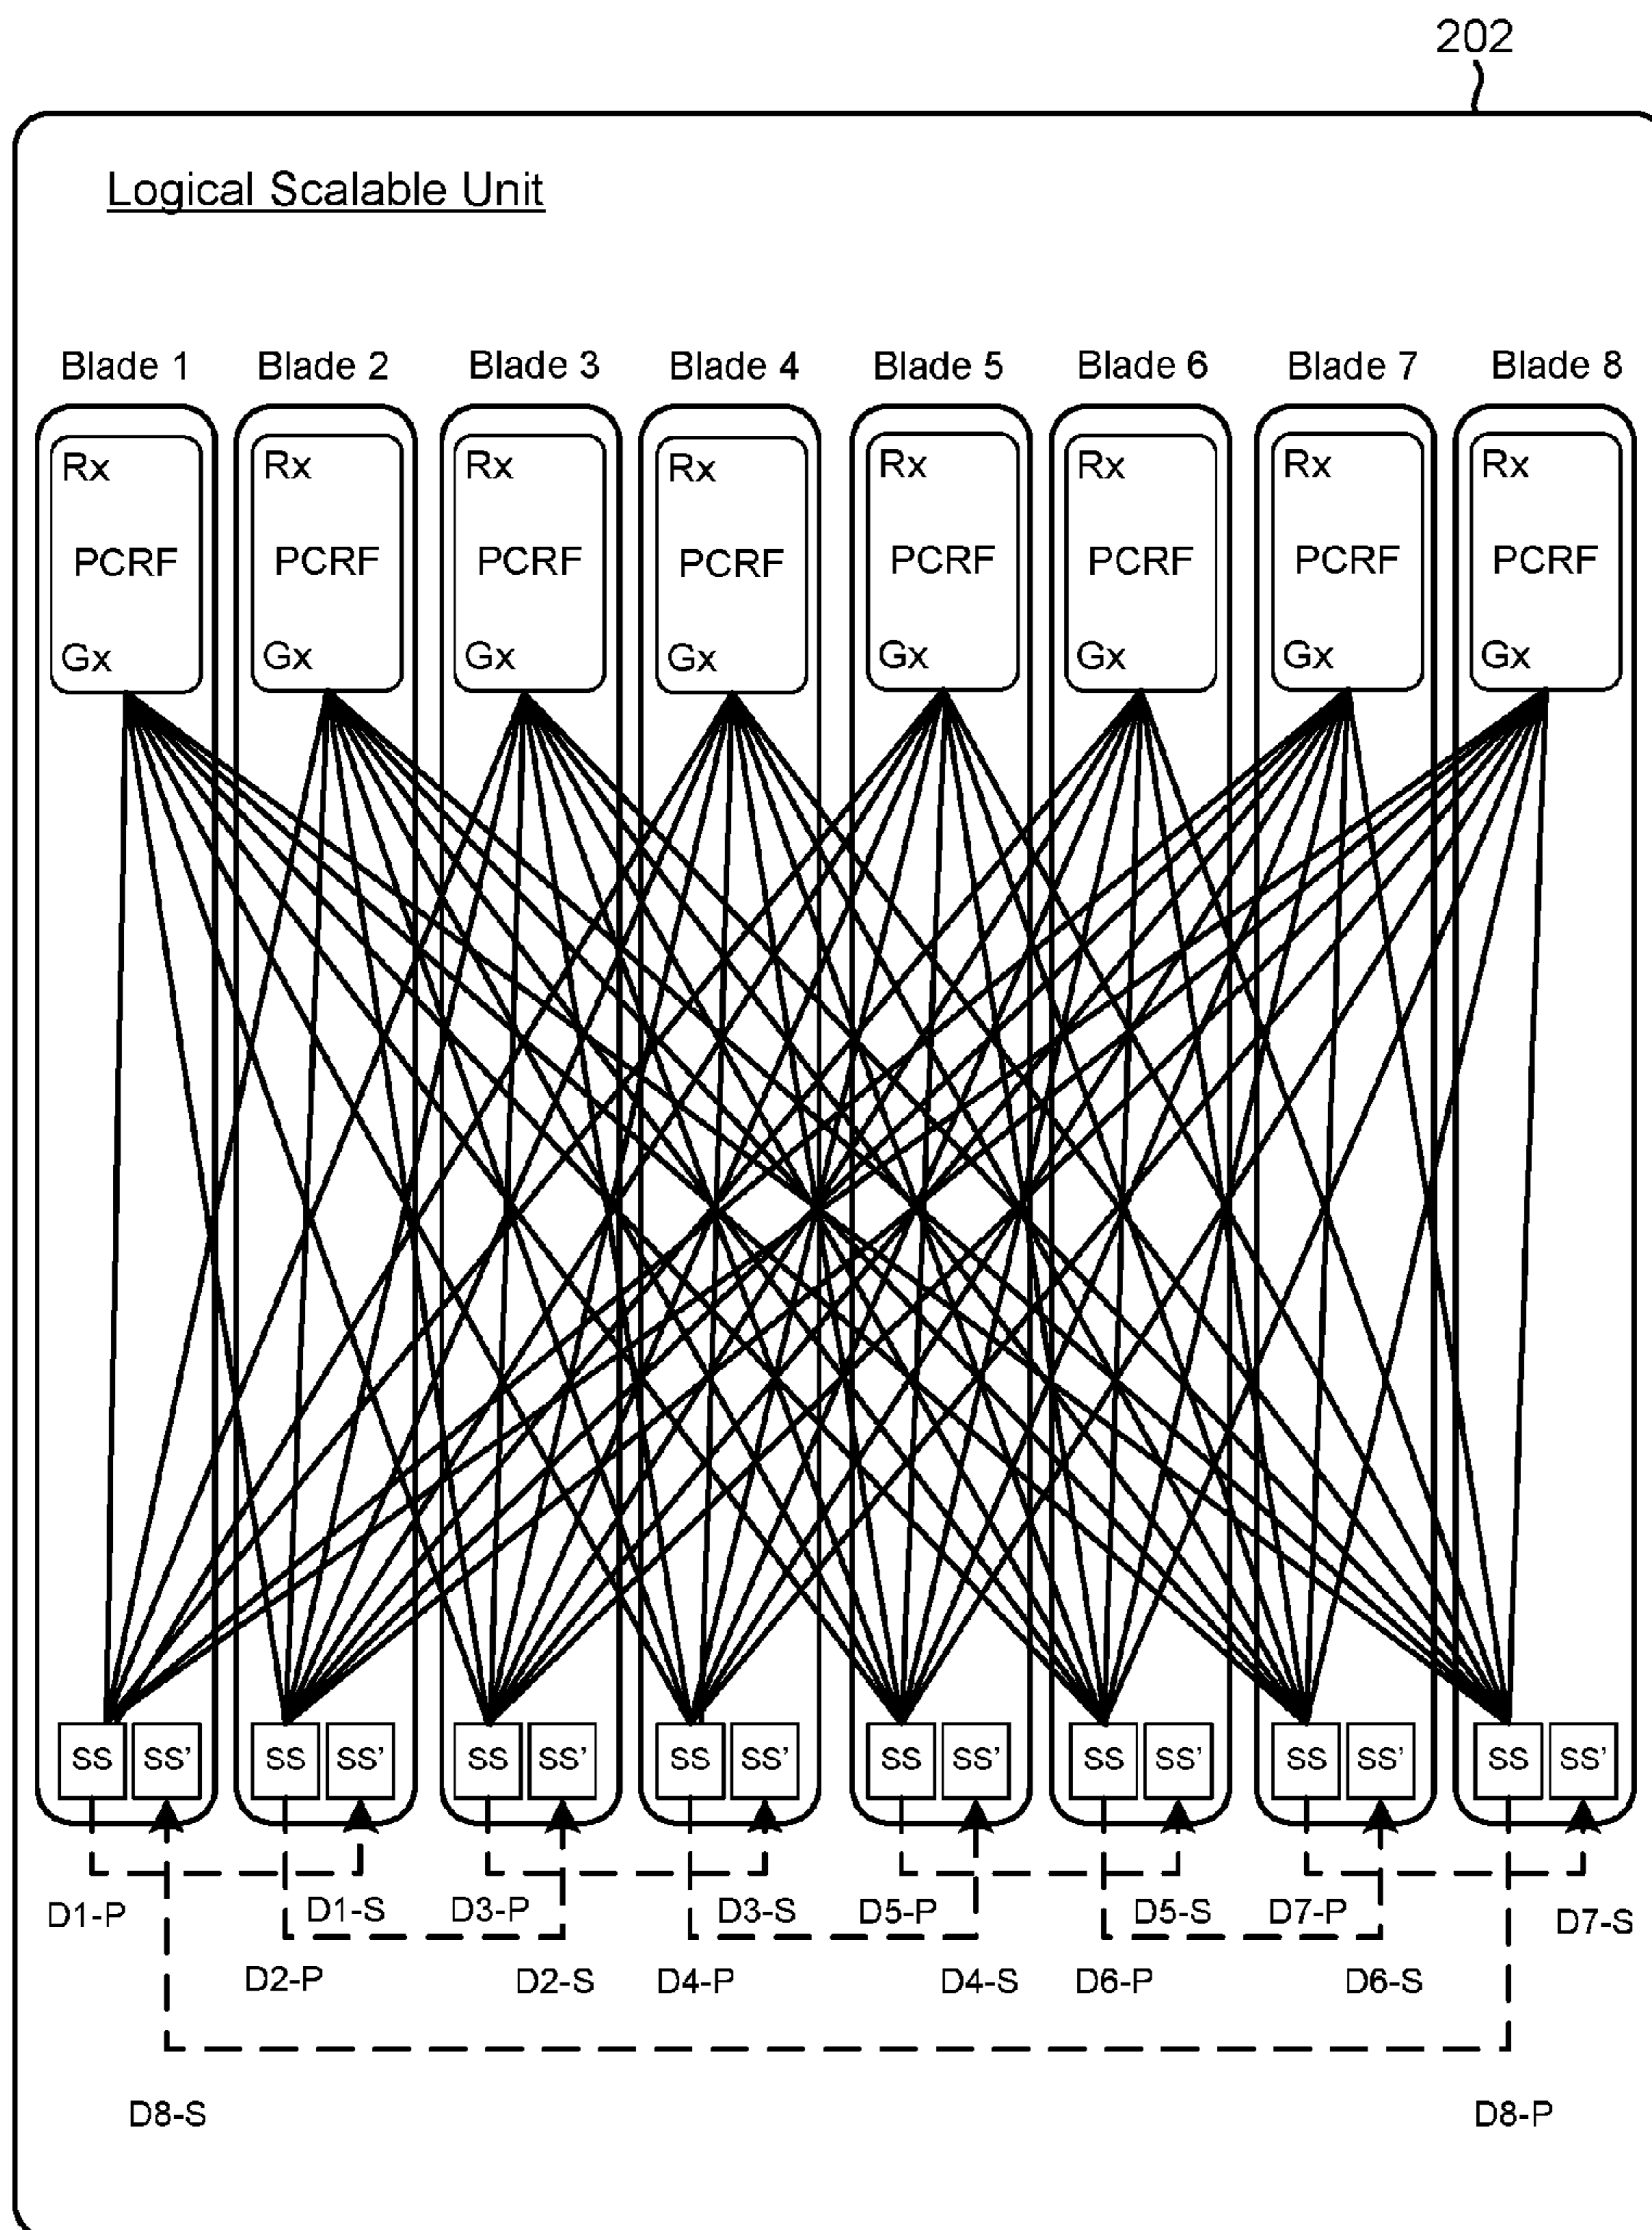 202
Logical Scalable Unit
Blade 1 Blade 2 Blade 3 Blade 4 Blade 5 Blade 6 Blade 7 Blade 8
Rx Rx Rx Rx Rx Rx Rx Rx
PCRF PCRF PCRF PCRF PCRF PCRF PCRF PCRF
Gx Gx Gx Gx Gx Gx Gx Gx
SS SS' SS SS' SS SS' SS SS' SS SS' SS SS' SS SS' SS SS'
D1-P D1-S D3-P D3-S D5-P D5-S D7-P D7-S
D2-P D2-S D4-P D4-S D6-P D6-S
D8-S D8-P